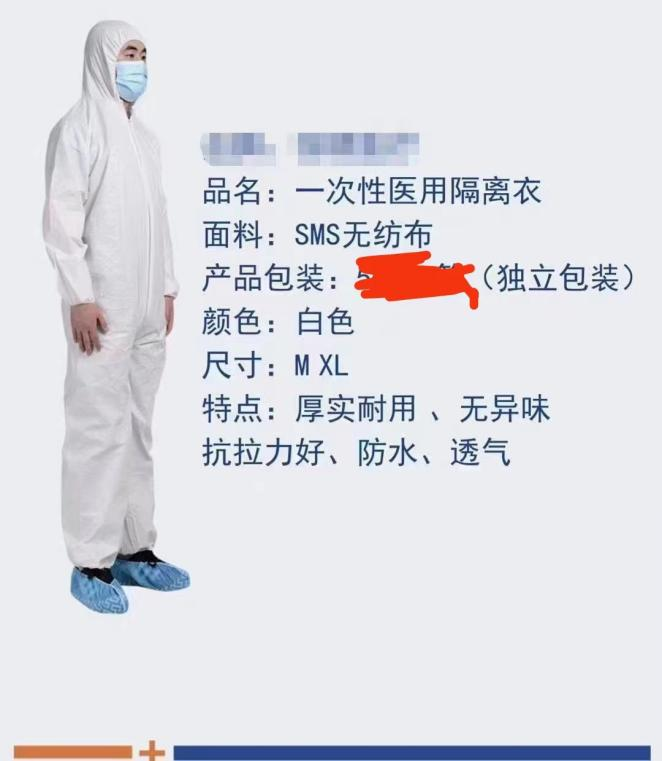 品名：一次性医用隔离衣
面料：SMS无纺布
产品包装：（独立包装）
颜色：白色
尺寸：M XL
特点：厚实耐用 、无异味
抗拉力好、防水、透气